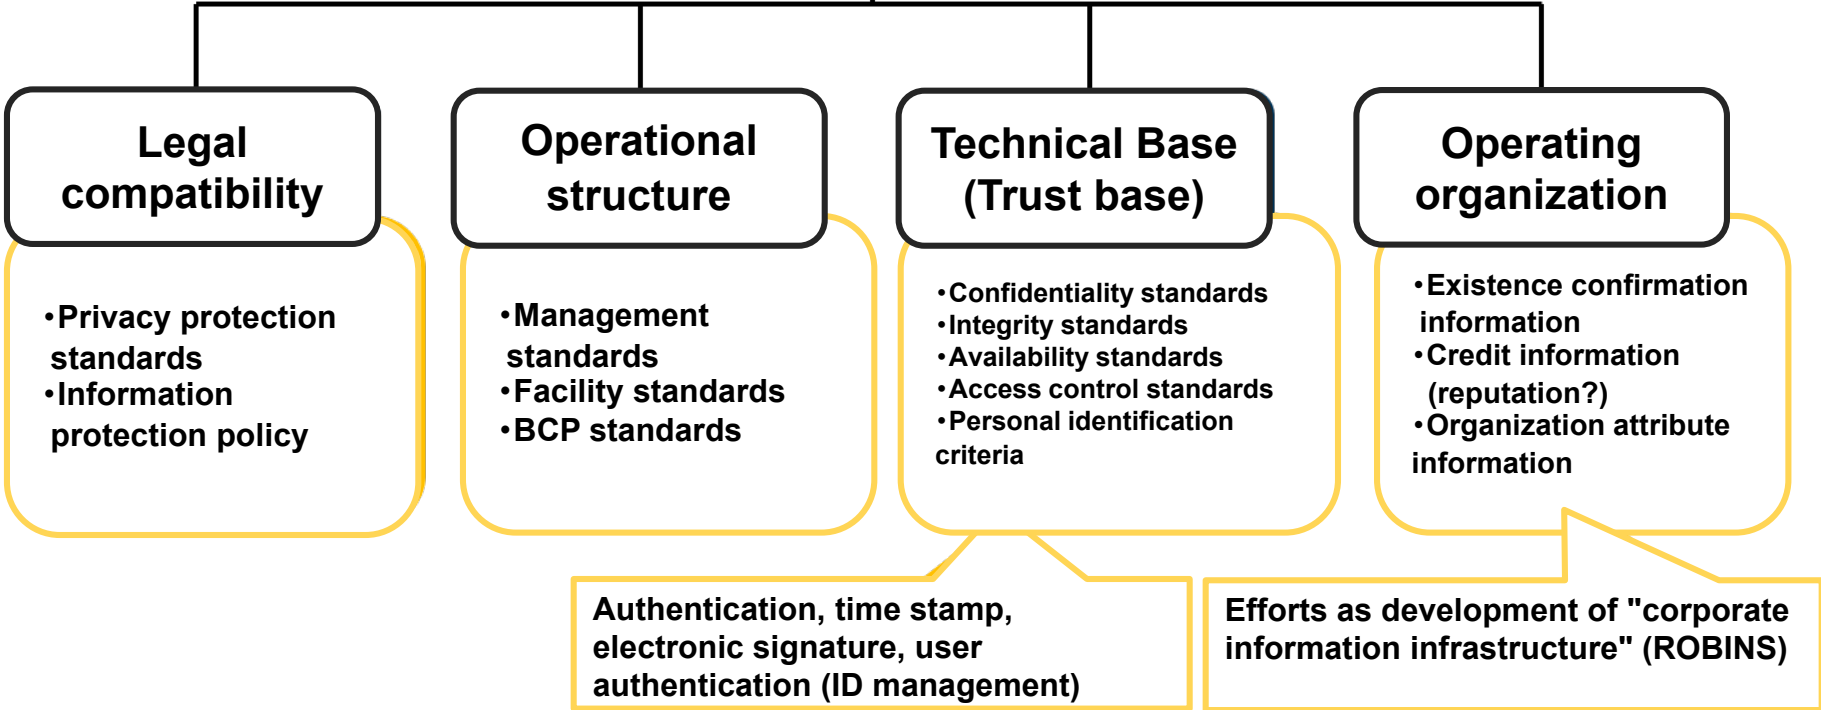 Legal
compatibility
Operational
structure
Technical Base
(Trust base)
Operating
organization
・Privacy protection
standards
・Information
protection policy
・Management
standards
・Facility standards
・BCP standards
・Confidentiality standards
・Integrity standards
・Availability standards
・Access control standards
・Personal identification
criteria
・Existence confirmation
information
・Credit information
(reputation?)
・Organization attribute
information
Authentication, time stamp,
electronic signature, user
authentication (ID management)
Efforts as development of "corporate
information infrastructure" (ROBINS)